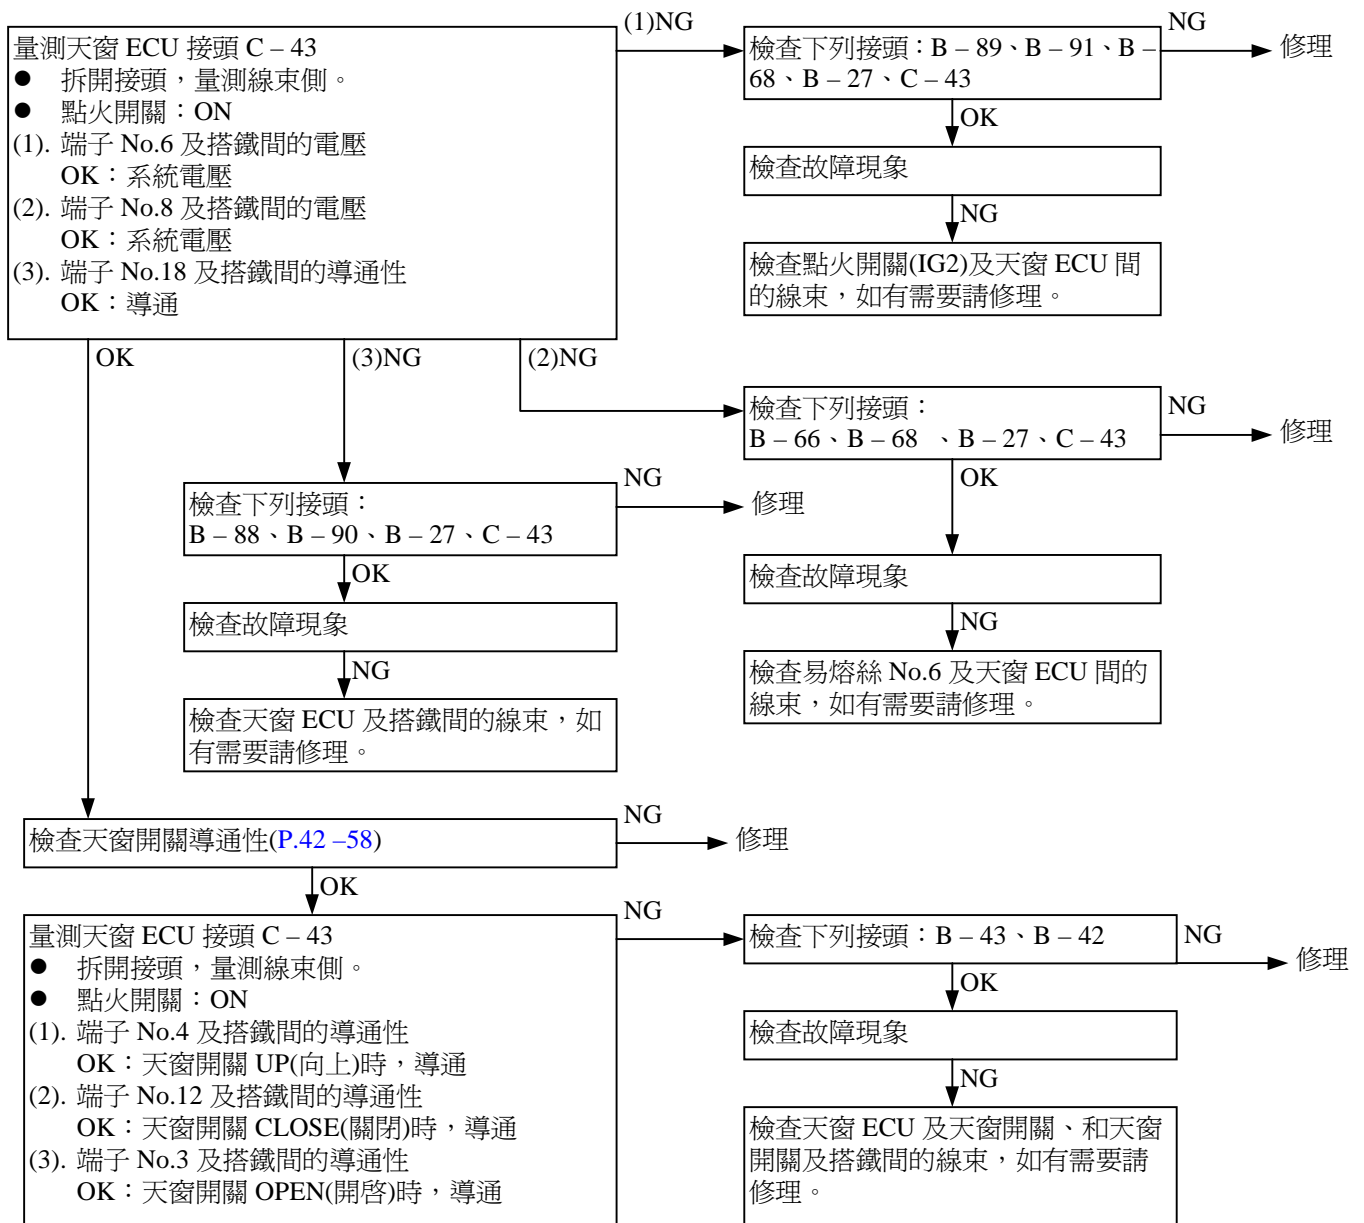 (1)NG
NG
量測天窗 ECU 接頭 C – 43
● 拆開接頭，量測線束側。
● 點火開關：ON
(1). 端子 No.6 及搭鐵間的電壓
OK：系統電壓
(2). 端子 No.8 及搭鐵間的電壓
OK：系統電壓
(3). 端子 No.18 及搭鐵間的導通性
OK：導通
檢查下列接頭：B – 89、B – 91、B –
68、B – 27、C – 43
修理
OK
檢查故障現象
NG
檢查點火開關(IG2)及天窗 ECU 間
的線束，如有需要請修理。
OK
(3)NG
(2)NG
檢查下列接頭：
B – 66、B – 68 、B – 27、C – 43
NG
修理
OK
檢查故障現象
NG
檢查易熔絲 No.6 及天窗 ECU 間的
線束，如有需要請修理。
檢查下列接頭：
B – 88、B – 90、B – 27、C – 43
NG
修理
OK
檢查故障現象
NG
檢查天窗 ECU 及搭鐵間的線束，如
有需要請修理。
檢查天窗開關導通性(P.42 –58)
NG
修理
OK
量測天窗 ECU 接頭 C – 43
● 拆開接頭，量測線束側。
● 點火開關：ON
(1). 端子 No.4 及搭鐵間的導通性
OK：天窗開關 UP(向上)時，導通
(2). 端子 No.12 及搭鐵間的導通性
OK：天窗開關 CLOSE(關閉)時，導通
(3). 端子 No.3 及搭鐵間的導通性
OK：天窗開關 OPEN(開啓)時，導通
NG
檢查下列接頭：B – 43、B – 42
NG
修理
OK
檢查故障現象
NG
檢查天窗 ECU 及天窗開關、和天窗
開關及搭鐵間的線束，如有需要請
修理。